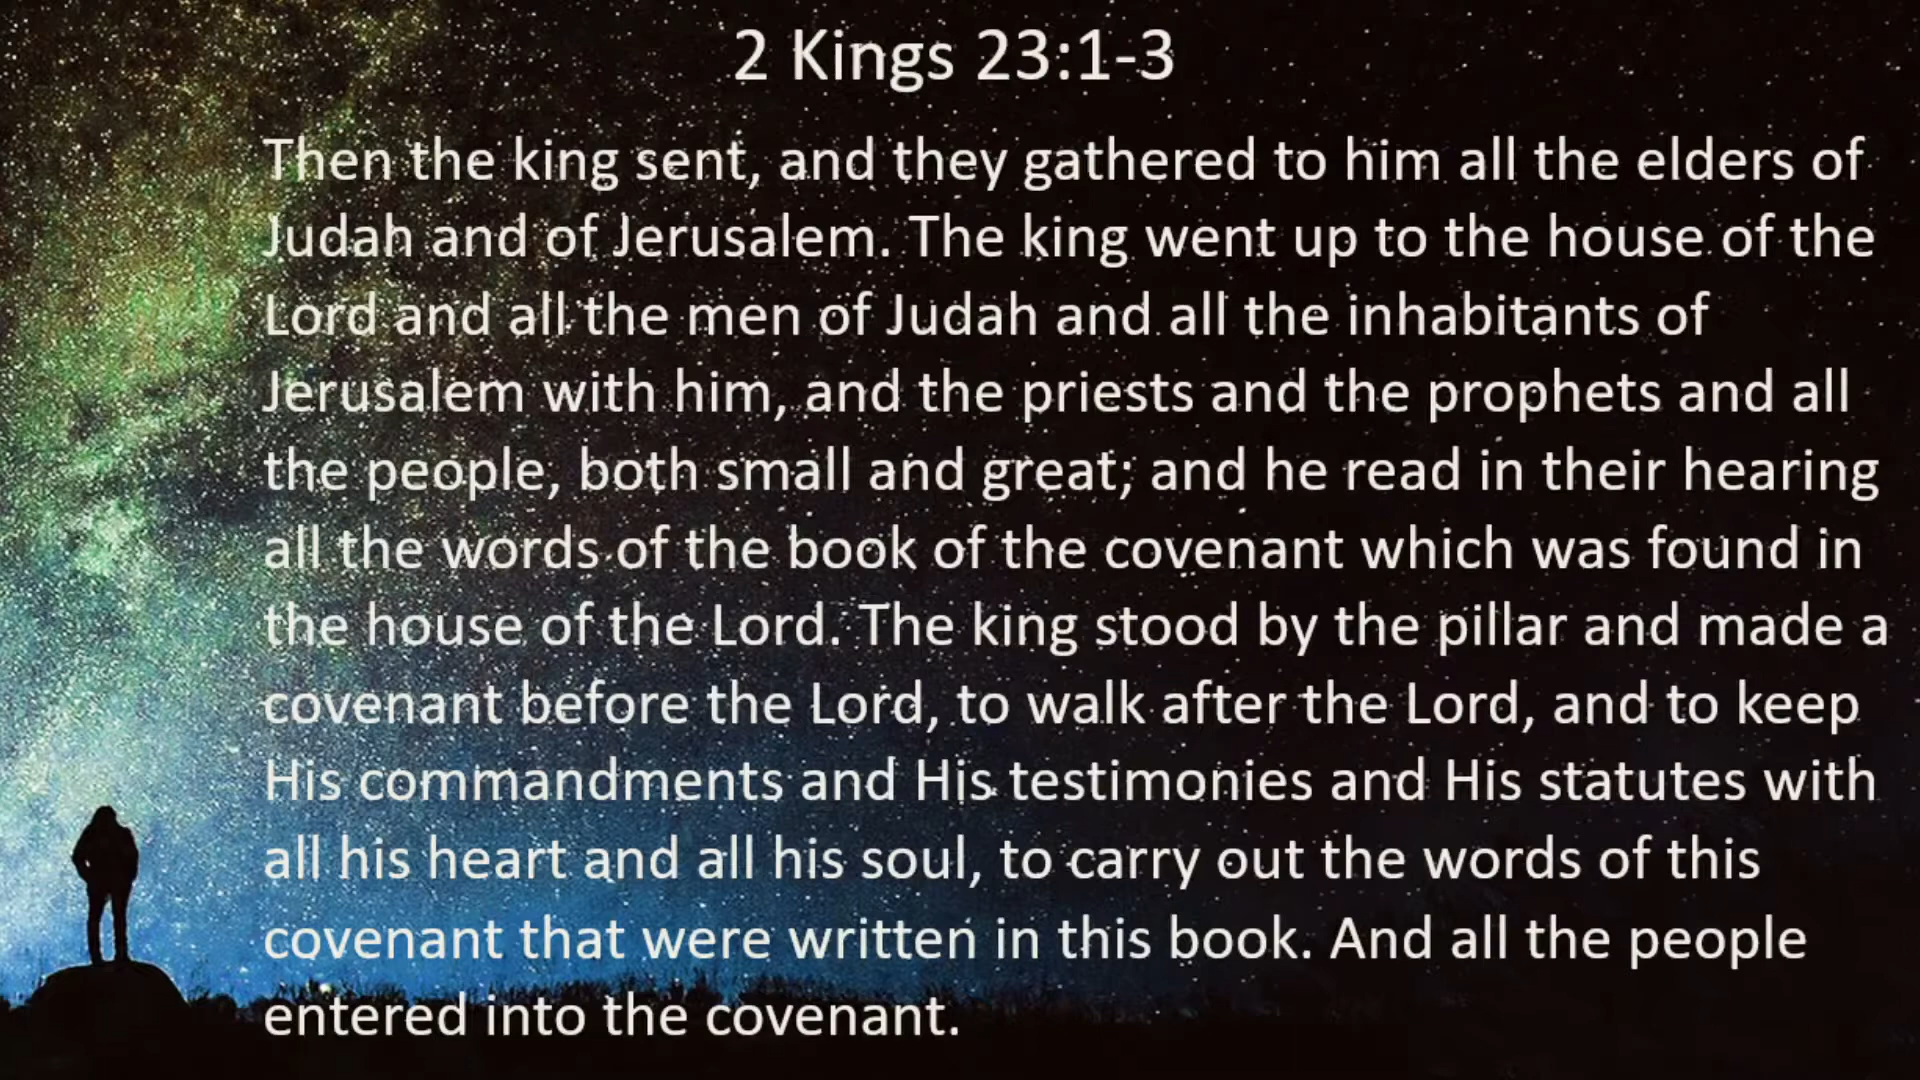 2 Kings 23:1-3
Then the king sent, and they gathered to him all the elders of
Judah and of Jerusalem. The king went up to the house of the
Lord and all the men of Judah and all the inhabitants of
Jerusalem with him, and the priests and the prophets and all
the people, both small and great; and he read in their hearing
all the words of the book of the covenant which was found in
the house of the Lord. The king stood by the pillar and made a
covenant before the Lord, to walk after the Lord, and to keep
His commandments and His testimonies and His statutes with
all his heart and all his soul, to carry out the words of this
covenant that were written in this book. And all the people
entered into the covenant.